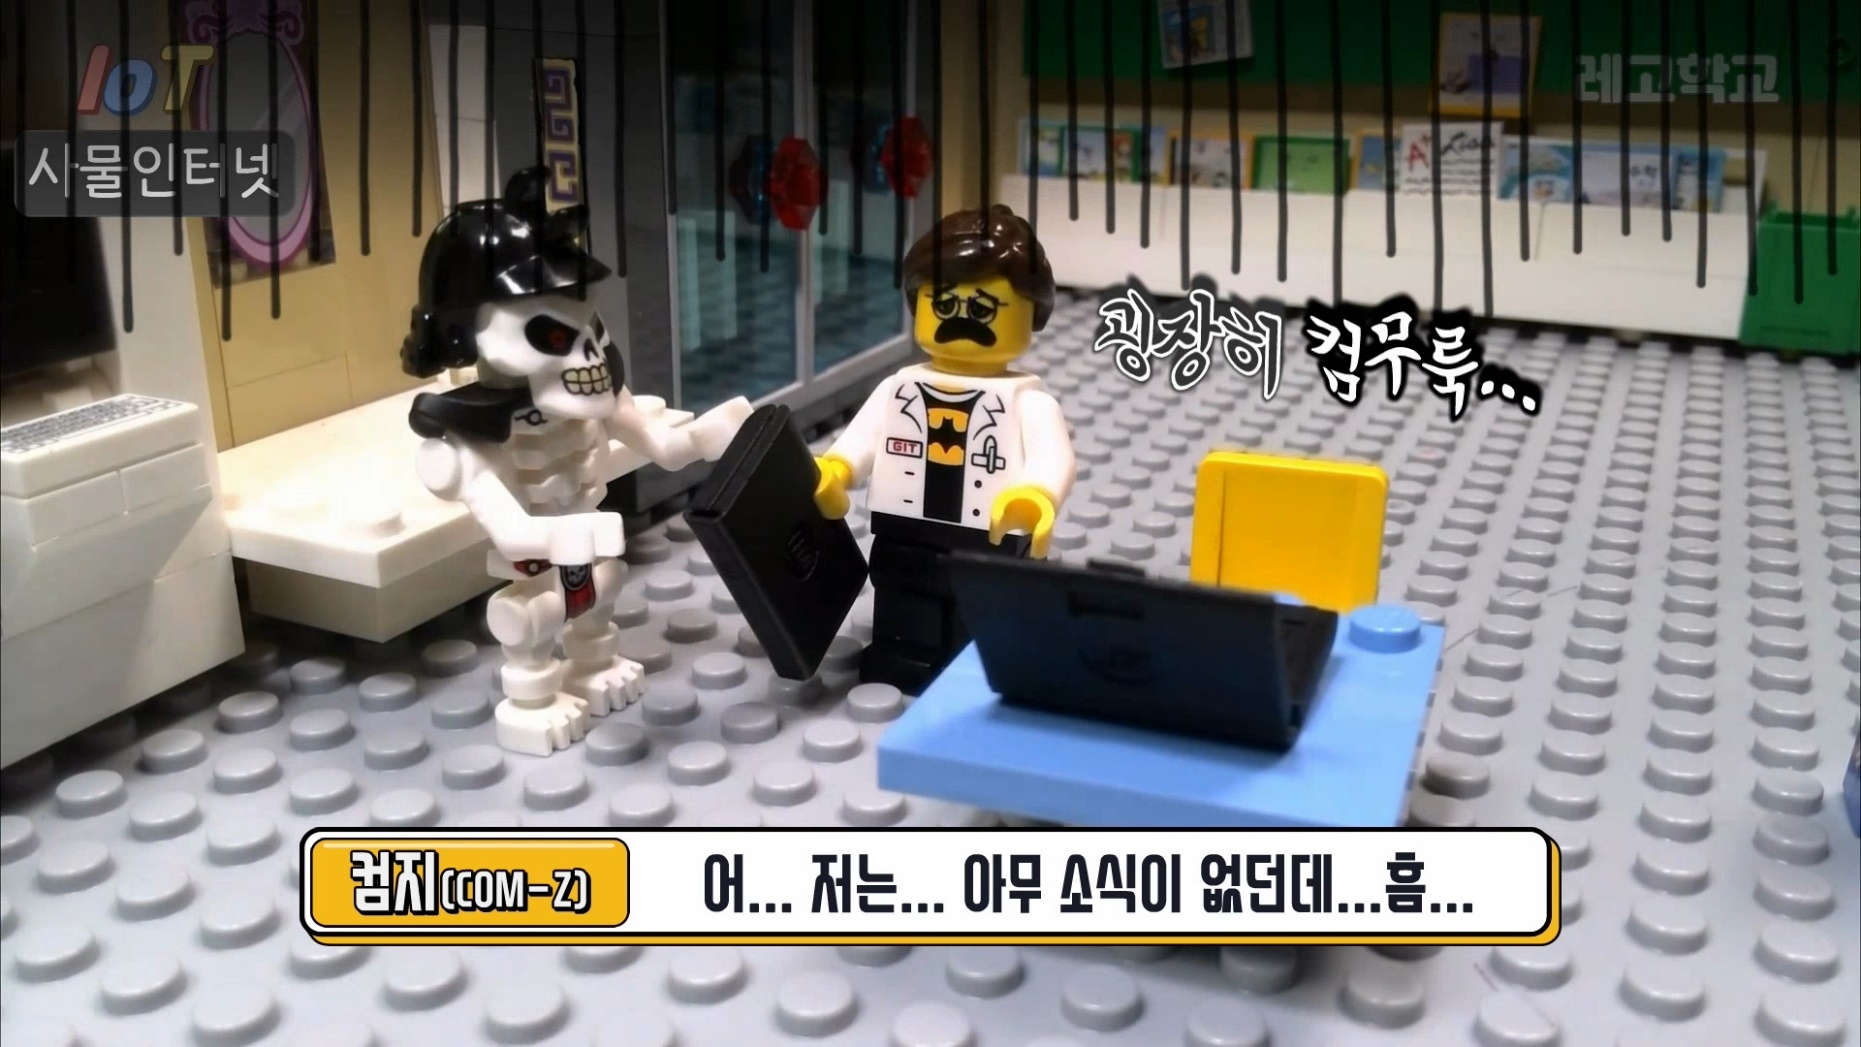 IoT
사물인터넷
레고학교
굉장히 컴무룩...
GIT
컴지(COM-Z)
어... 저는... 아무 소식이 없던데...흠...